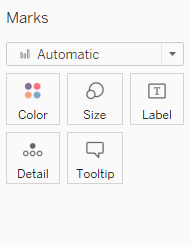 Marks
Automatic
Color Size Label
Detail Tooltip